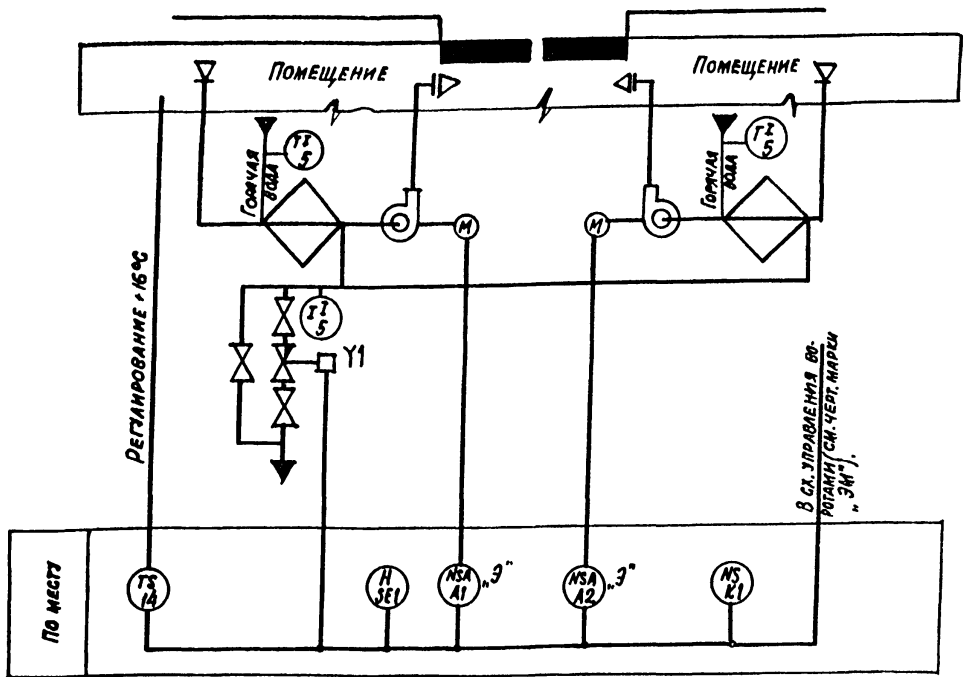 Помещение
Помещение
Горячая
вода
TI
5
Горячая
вода
TI
5
М
М
Регулирование +16°С
TI
5
Y1
В сх. управления во-
ротами (см. черт. марки
„ЭМ").
По месту
TS
14
H
SE1
NSA
A1
„Э"
NSA
A2
„Э"
NS
K1